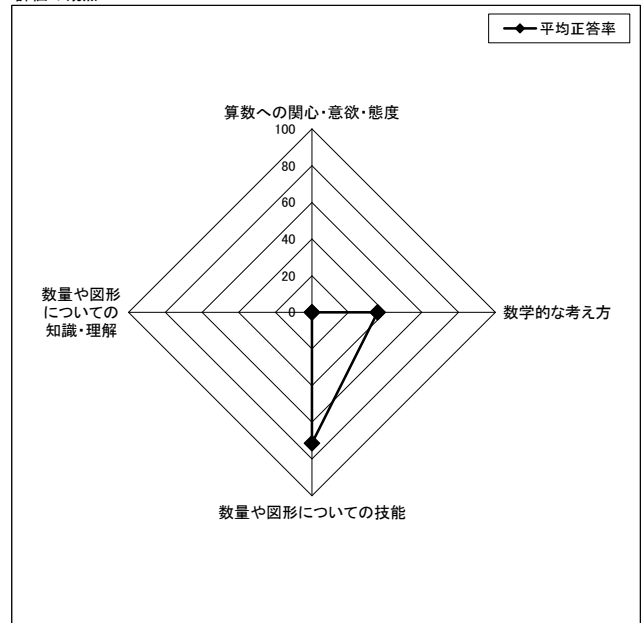 平均正答率
算数への関心・意欲・態度
100
80
60
40
20
0
数量や図形
についての
知識・理解
数学的な考え方
数量や図形についての技能